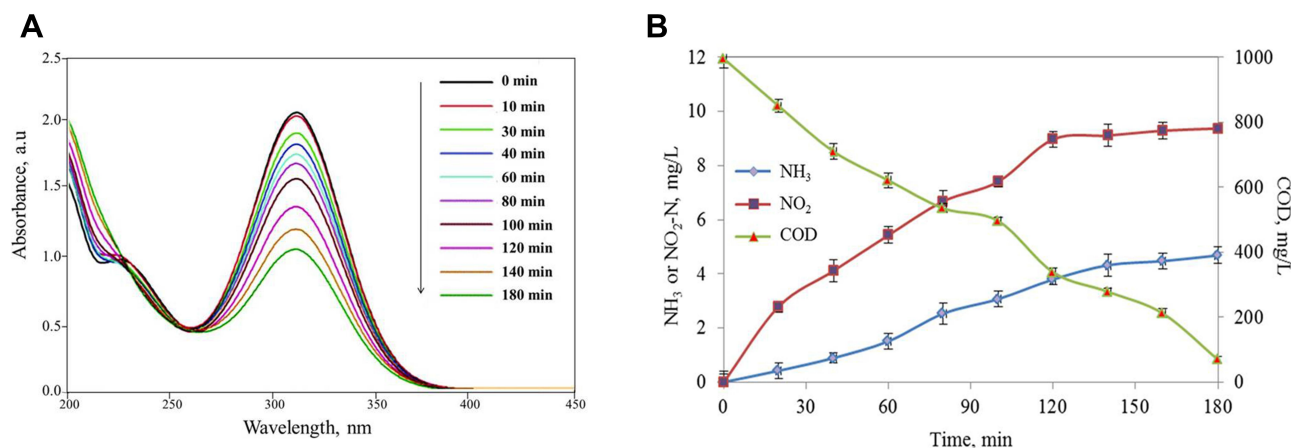 A
2.5
2.0
1.5
1.0
0.5
0.0
Absorbance, a.u
200
250
300
350
400
450
Wavelength, nm
0 min
10 min
30 min
40 min
60 min
80 min
100 min
120 min
140 min
180 min
B
12
10
8
6
4
2
0
NH₃ or NO₂-N, mg/L
1000
800
600
400
200
0
COD, mg/L
NH₃
NO₂
COD
0
30
60
90
120
150
180
Time, min